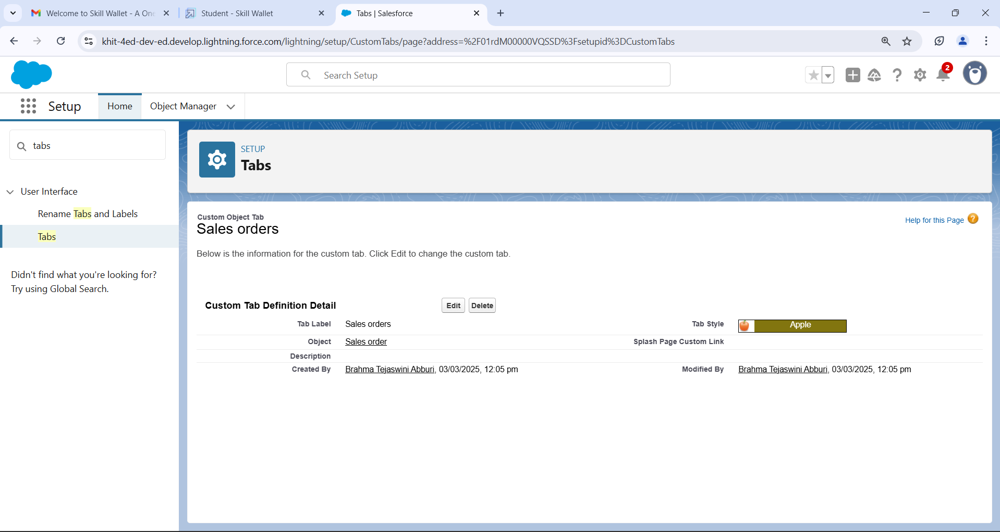 Welcome to Skill Wallet - A One
Student - Skill Wallet
Tabs | Salesforce
khit-4ed-dev-ed.develop.lightning.force.com/lightning/setup/CustomTabs/page?address=%2F01rdM00000VQSSD%3Fsetupid%3DCustomTabs
Search Setup
2
Setup
Home
Object Manager
tabs
SETUP
Tabs
User Interface
Rename Tabs and Labels
Tabs
Didn't find what you're looking for?
Try using Global Search.
Custom Object Tab
Sales orders
Help for this Page
Below is the information for the custom tab. Click Edit to change the custom tab.
Custom Tab Definition Detail
Edit
Delete
Tab Label Sales orders
Tab Style Apple
Object Sales order
Splash Page Custom Link
Description
Created By Brahma Tejaswini Abburi, 03/03/2025, 12:05 pm
Modified By Brahma Tejaswini Abburi, 03/03/2025, 12:05 pm